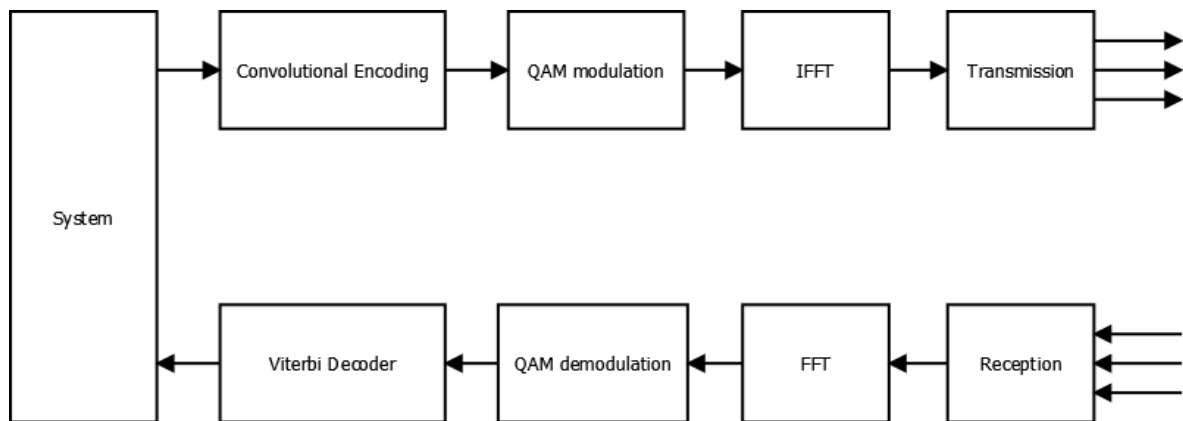 Convolutional Encoding
QAM modulation
IFFT
Transmission
System
Viterbi Decoder
QAM demodulation
FFT
Reception